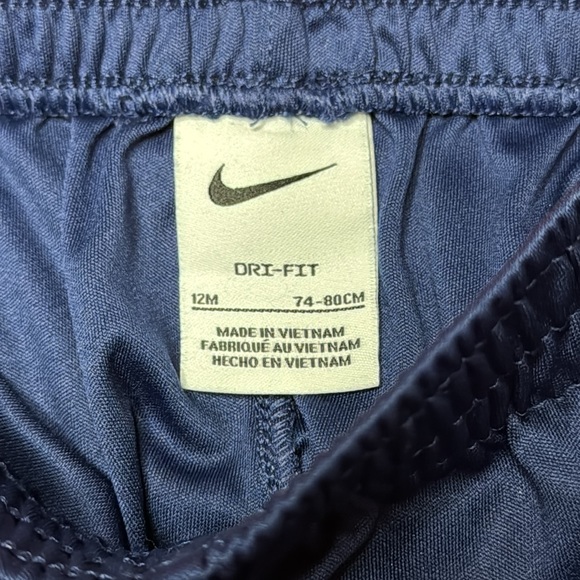 DRI-FIT
12M 74-80CM
MADE IN VIETNAM
FABRIQUÉ AU VIETNAM
HECHO EN VIETNAM